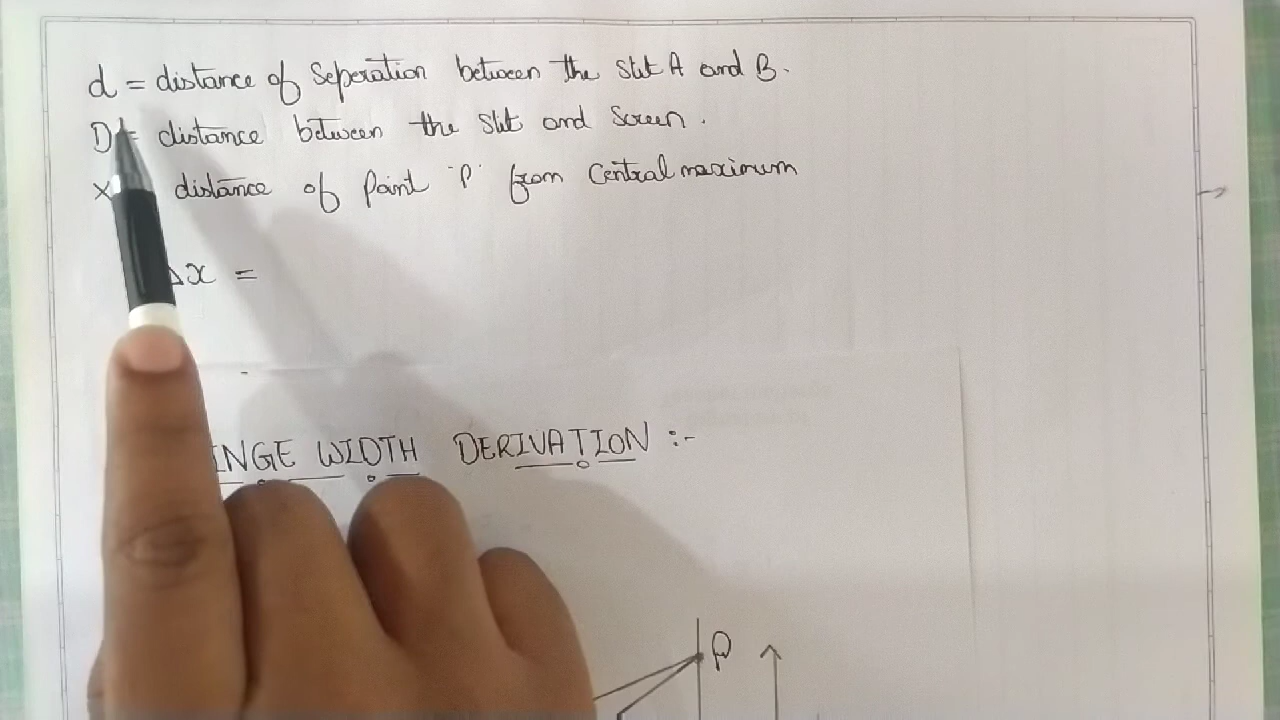 d = distance of Seperation between the slit A and B.
D = distance between the slit and screen.
x distance of Point "P" from Central maximum
Δx =
INGE WIDTH DERIVATION :-
P